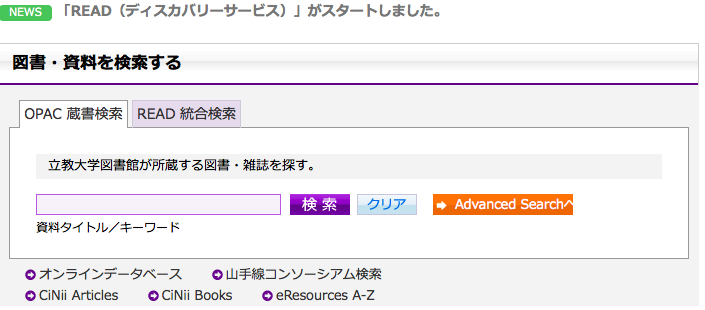 NEWS 「READ（ディスカバリーサービス）」がスタートしました。
図書・資料を検索する
OPAC 蔵書検索 READ 統合検索
立教大学図書館が所蔵する図書・雑誌を探す。
検 索 クリア Advanced Searchへ
資料タイトル／キーワード
オンラインデータベース 山手線コンソーシアム検索
CiNii Articles CiNii Books eResources A-Z